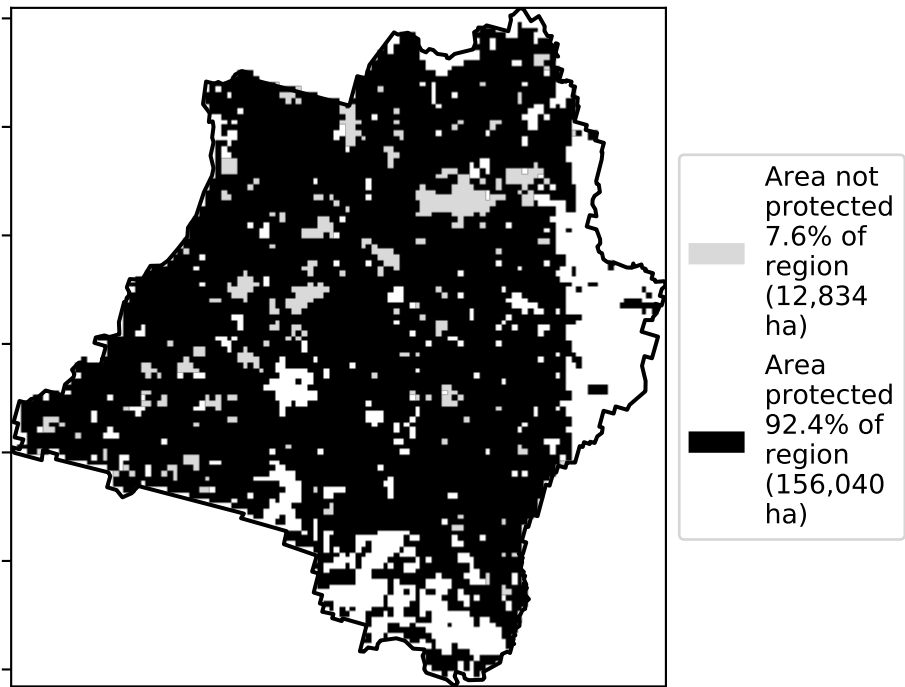 Area not
protected
7.6% of
region
(12,834
ha)
Area
protected
92.4% of
region
(156,040
ha)